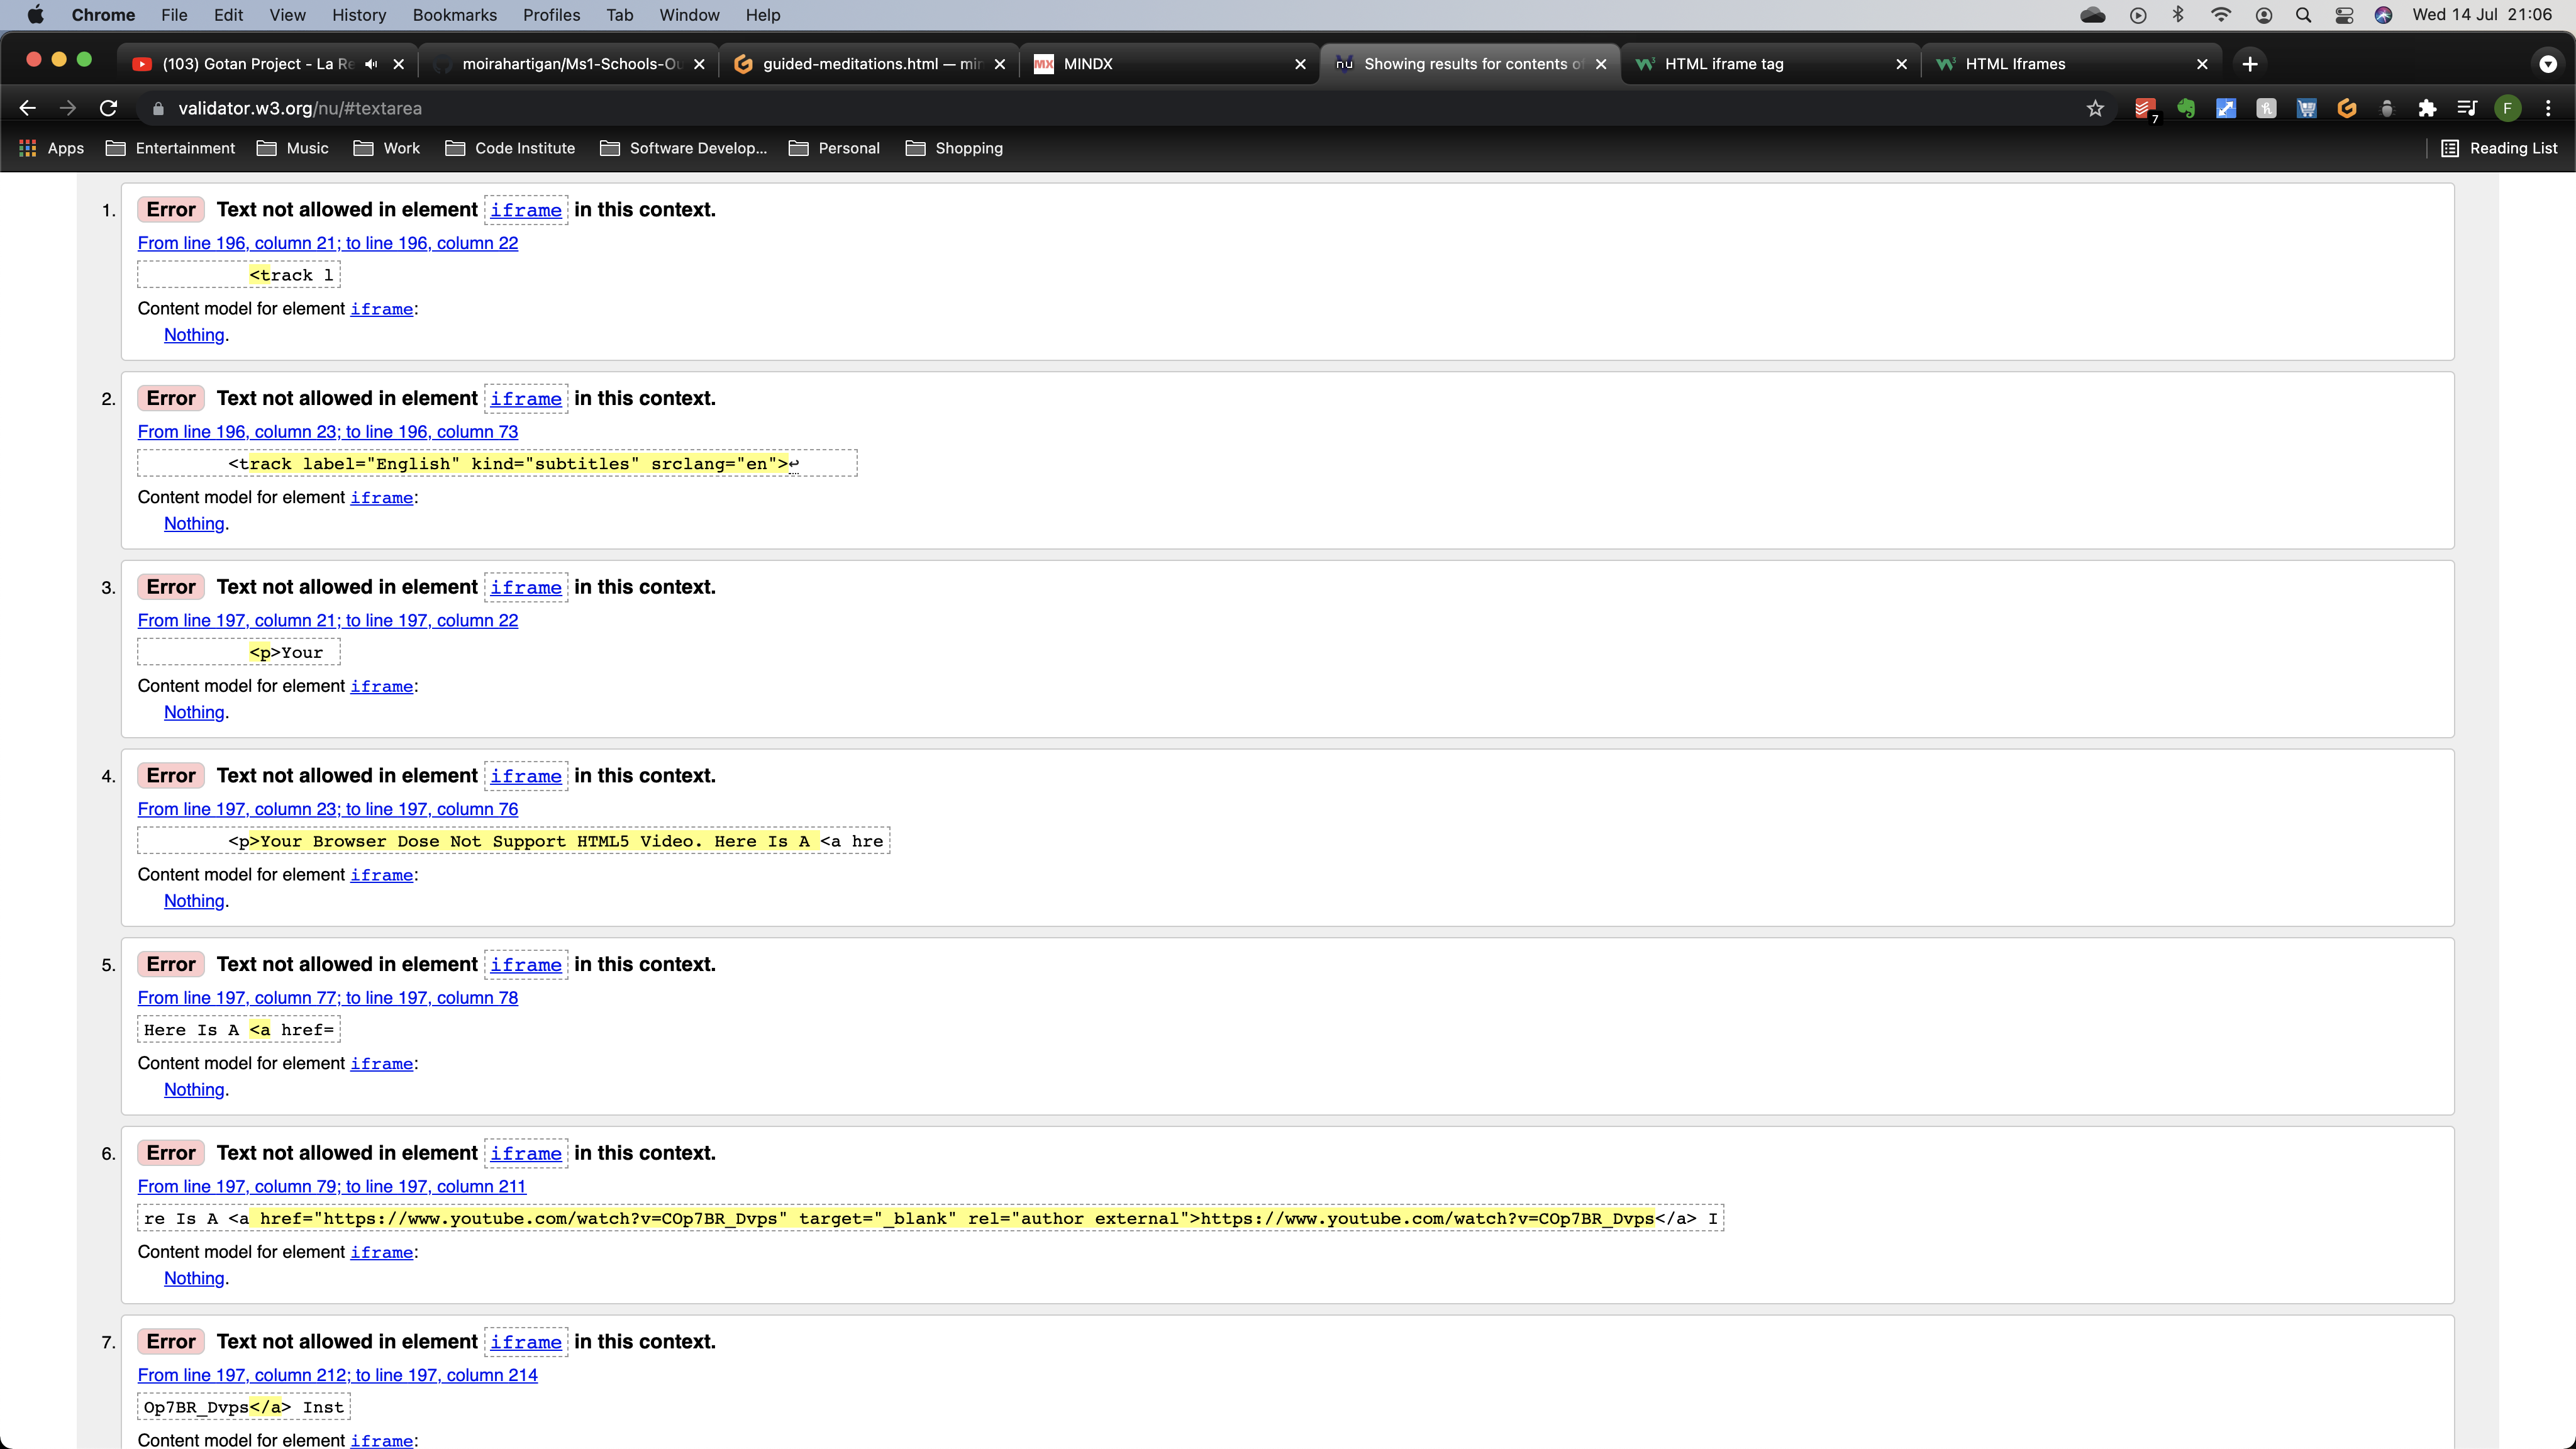 Chrome File Edit View History Bookmarks Profiles Tab Window Help Wed 14 Jul 21:06
(103) Gotan Project - La Re moirahartigan/Ms1-Schools-Ou guided-meditations.html — mir MX MINDX nu Showing results for contents of HTML iframe tag HTML Iframes
validator.w3.org/nu/#textarea 7 F
Apps Entertainment Music Work Code Institute Software Develop... Personal Shopping Reading List
1. Error Text not allowed in element iframe in this context.
From line 196, column 21; to line 196, column 22
<track l
Content model for element iframe:
Nothing.
2. Error Text not allowed in element iframe in this context.
From line 196, column 23; to line 196, column 73
<track label="English" kind="subtitles" srclang="en">↩
Content model for element iframe:
Nothing.
3. Error Text not allowed in element iframe in this context.
From line 197, column 21; to line 197, column 22
<p>Your
Content model for element iframe:
Nothing.
4. Error Text not allowed in element iframe in this context.
From line 197, column 23; to line 197, column 76
<p>Your Browser Dose Not Support HTML5 Video. Here Is A <a hre
Content model for element iframe:
Nothing.
5. Error Text not allowed in element iframe in this context.
From line 197, column 77; to line 197, column 78
Here Is A <a href=
Content model for element iframe:
Nothing.
6. Error Text not allowed in element iframe in this context.
From line 197, column 79; to line 197, column 211
re Is A <a href="https://www.youtube.com/watch?v=COp7BR_Dvps" target="_blank" rel="author external">https://www.youtube.com/watch?v=COp7BR_Dvps</a> I
Content model for element iframe:
Nothing.
7. Error Text not allowed in element iframe in this context.
From line 197, column 212; to line 197, column 214
Op7BR_Dvps</a> Inst
Content model for element iframe: